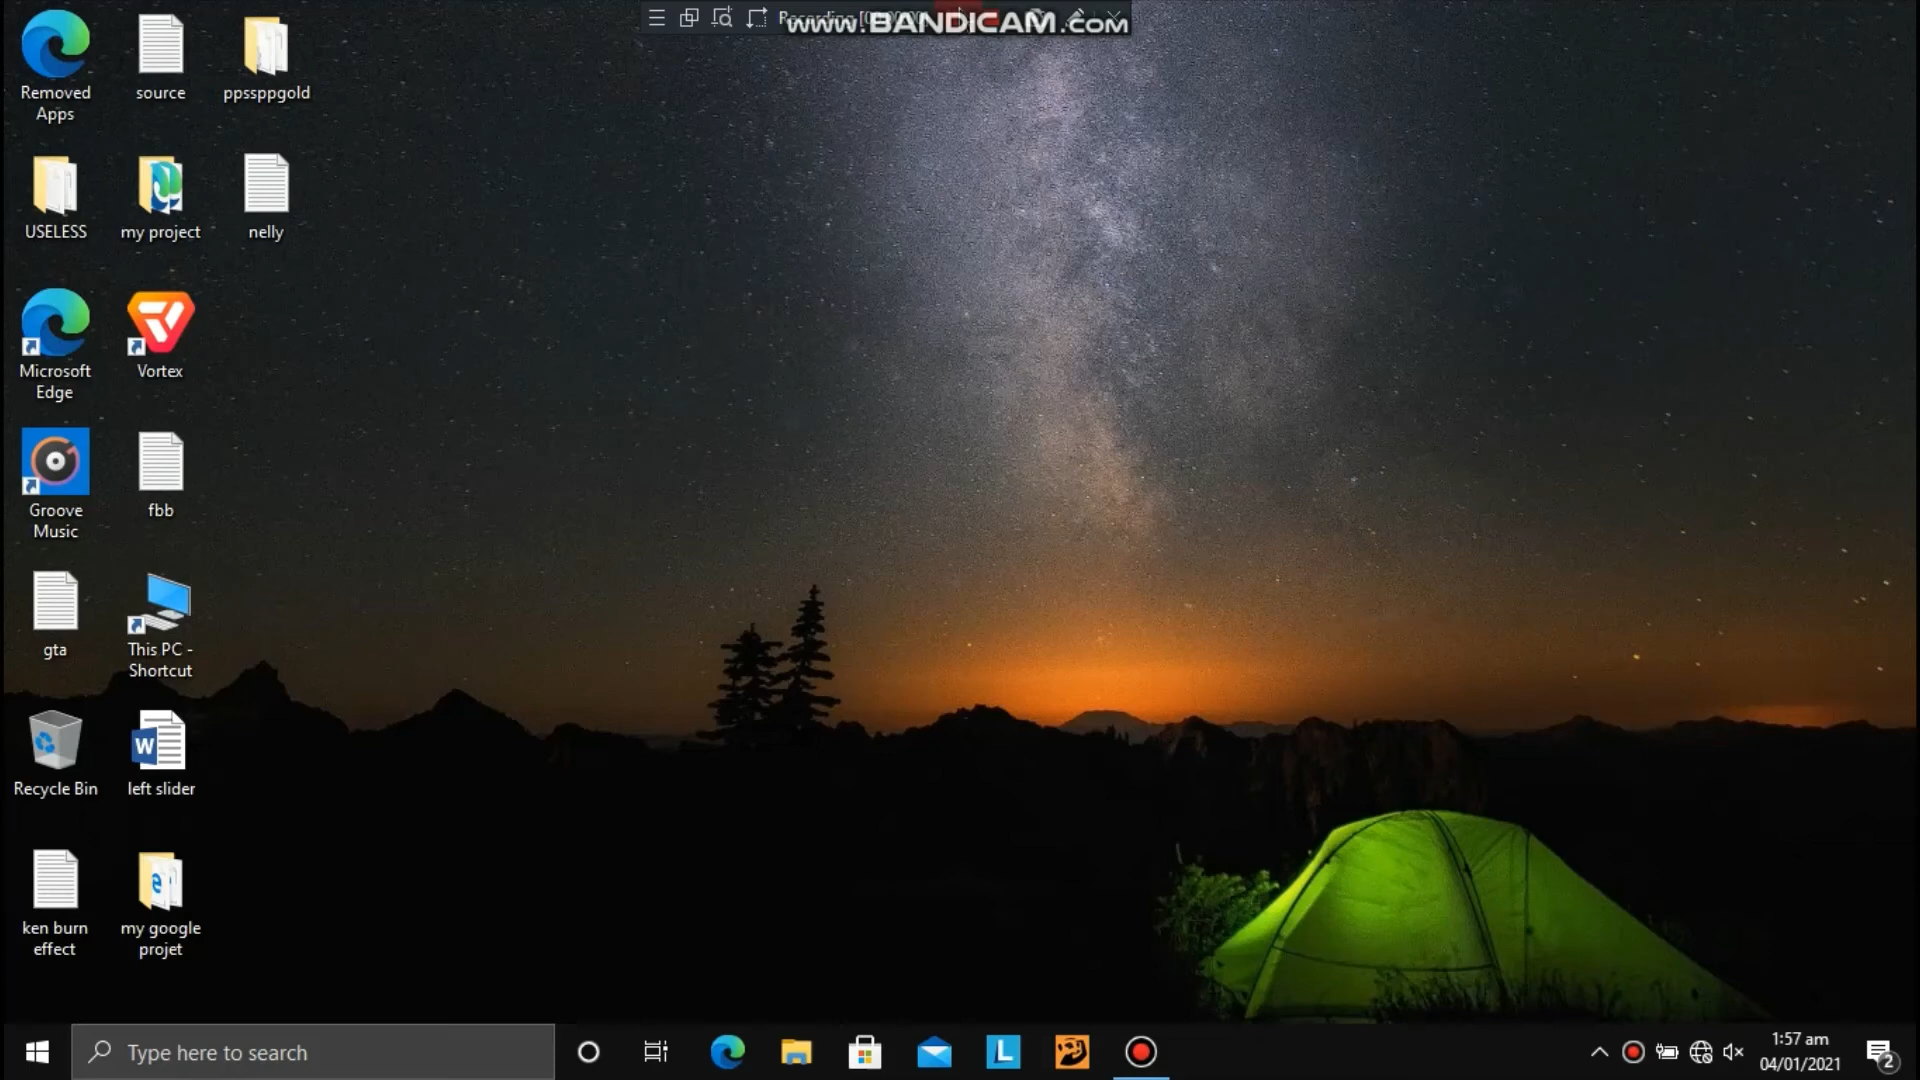 www.BANDICAM.com
Removed
Apps
source
ppssppgold
USELESS
my project
nelly
Microsoft
Edge
Vortex
Groove
Music
fbb
gta
This PC -
Shortcut
Recycle Bin
W
left slider
ken burn
effect
my google
projet
Type here to search
L
1:57 am
04/01/2021
2